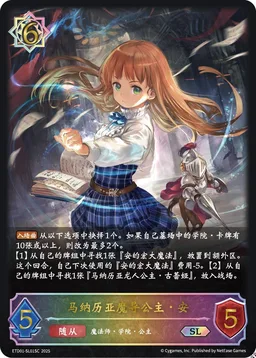 6
入场曲 从以下选项中抉择1个。如果自己墓场中的学院·卡牌有
10张或以上，则改为最多2个。
【1】从自己的牌组中寻找1张『安的宏大魔法』，放置到额外区。
这个回合，自己下次使用的『安的宏大魔法』费用-5。【2】从自己
的牌组中寻找1张『马纳历亚龙人公主·古蕾娅』，放入战场。
马纳历亚魔导公主·安
5
随从
魔法师·学院·公主
SL
5
ET001-SL01SC 2025
© Cygames, Inc. Published by NetEase Games